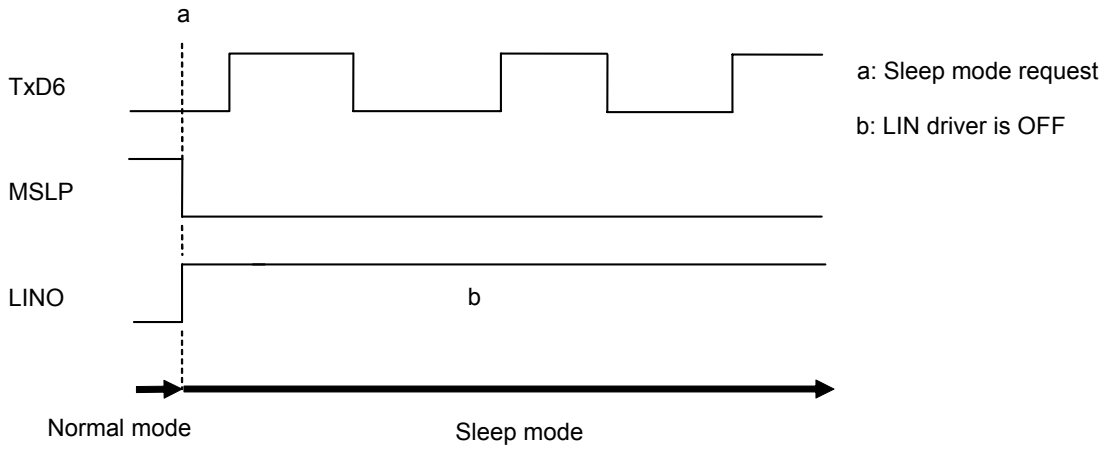 a
TxD6
a: Sleep mode request
b: LIN driver is OFF
MSLP
LINO
b
Normal mode
Sleep mode